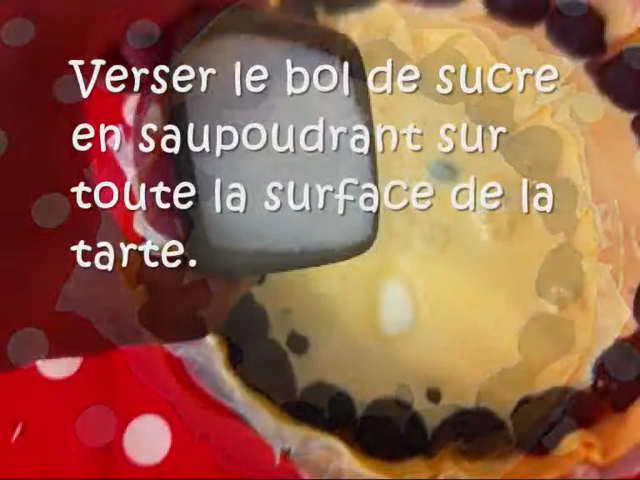 Verser le bol de sucre
en saupoudrant sur
toute la surface de la
tarte.